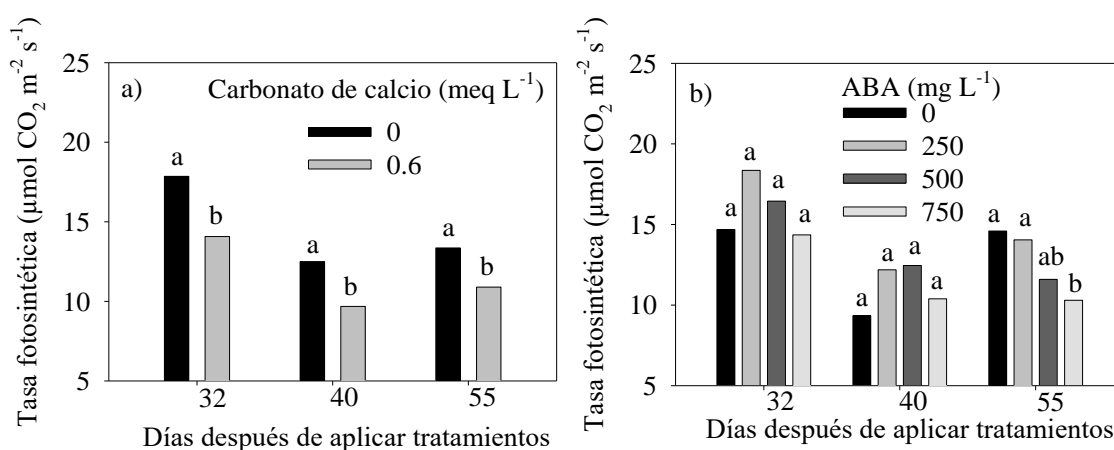 Tasa fotosintética (µmol CO₂ m⁻² s⁻¹)
25
20
15
10
5
a)
Carbonato de calcio (meq L⁻¹)
0
0.6
a
b
a
b
a
b
32
40
55
Días después de aplicar tratamientos
Tasa fotosintética (µmol CO₂ m⁻² s⁻¹)
25
20
15
10
5
b)
ABA (mg L⁻¹)
0
250
500
750
a
a
a
a
a
a
a
a
a
a
ab
b
32
40
55
Días después de aplicar tratamientos